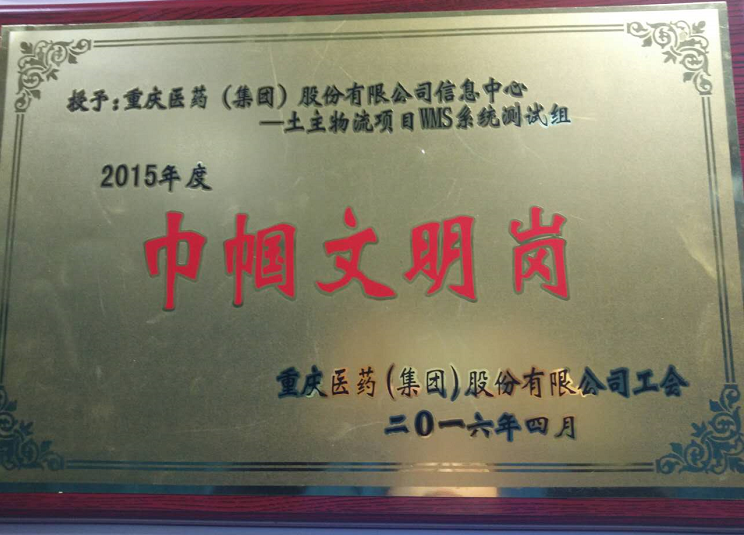 授予：重庆医药（集团）股份有限公司信息中心
—土主物流项目WMS系统测试组
2015年度
巾帼文明岗
重庆医药（集团）股份有限公司工会
二0一六年四月